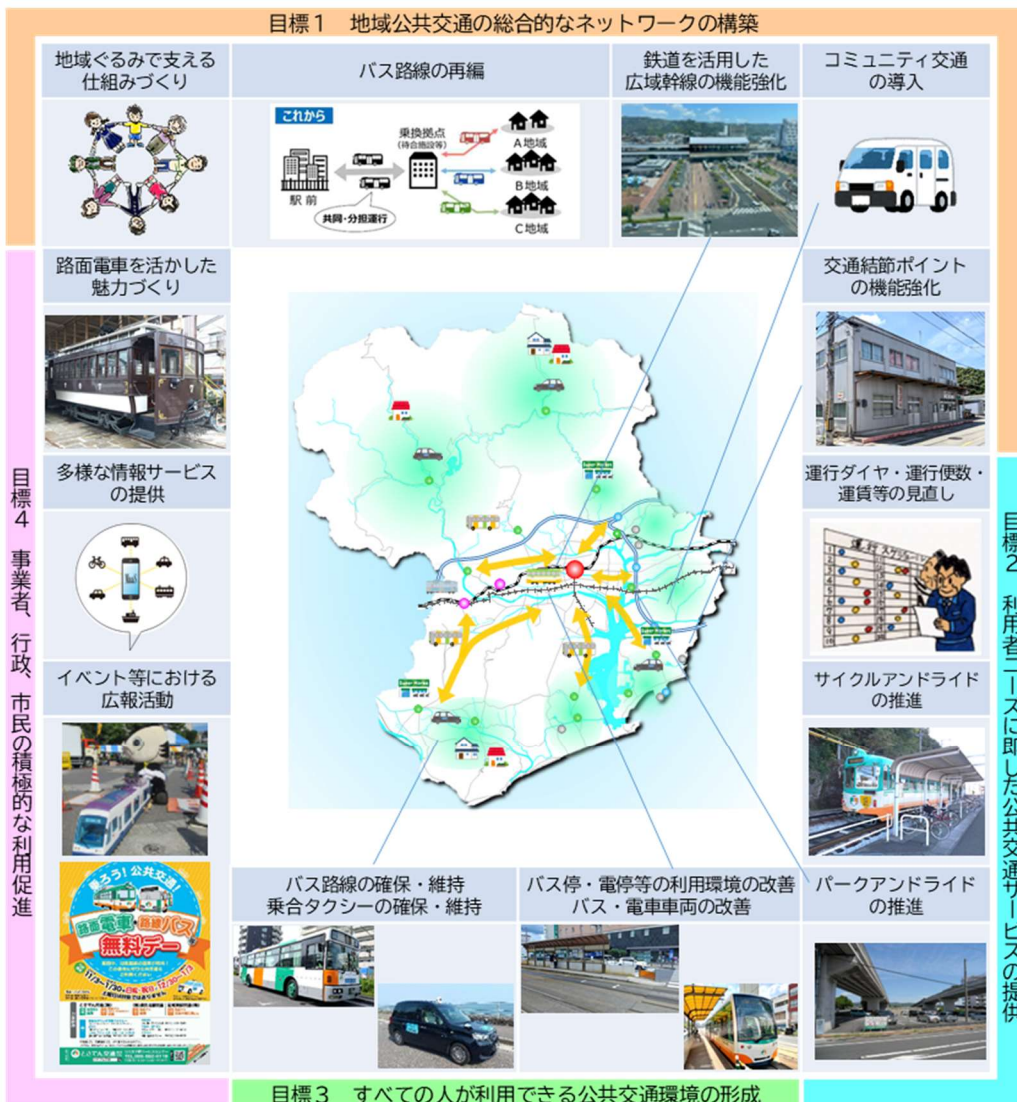 目標1　地域公共交通の総合的なネットワークの構築
地域ぐるみで支える
仕組みづくり
バス路線の再編
これから
駅前
共同・分担運行
乗換拠点
(待合施設等)
A地域
B地域
C地域
鉄道を活用した
広域幹線の機能強化
コミュニティ交通
の導入
路面電車を活かした
魅力づくり
交通結節ポイント
の機能強化
目標4　事業者、行政、市民の積極的な利用促進
多様な情報サービス
の提供
運行ダイヤ・運行便数・
運賃等の見直し
運行スケジュール
目標2　利用者ニーズに即した公共交通サービスの提供
イベント等における
広報活動
サイクルアンドライド
の推進
乗ろう!公共交通!
路面電車・路線バス
無料デー
とさでん交通
バス路線の確保・維持
乗合タクシーの確保・維持
バス停・電停等の利用環境の改善
バス・電車車両の改善
パークアンドライド
の推進
目標3　すべての人が利用できる公共交通環境の形成